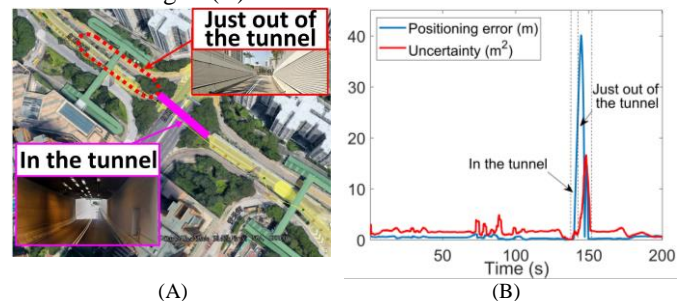 Just out of
the tunnel
In the tunnel
40
30
20
10
0
Positioning error (m)
Uncertainty (m²)
Just out of
the tunnel
In the tunnel
0 50 100 150 200
Time (s)
(A) (B)